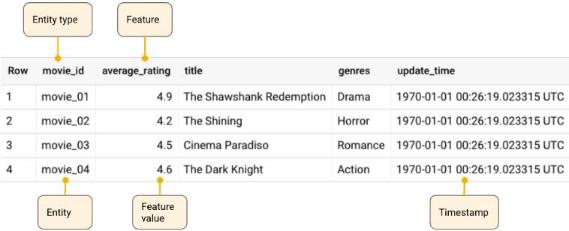 Entity type Feature
Row movie_id average_rating title genres update_time
1 movie_01 4.9 The Shawshank Redemption Drama 1970-01-01 00:26:19.023315 UTC
2 movie_02 4.2 The Shining Horror 1970-01-01 00:26:19.023315 UTC
3 movie_03 4.5 Cinema Paradiso Romance 1970-01-01 00:26:19.023315 UTC
4 movie_04 4.6 The Dark Knight Action 1970-01-01 00:26:19.023315 UTC
Entity Feature value Timestamp